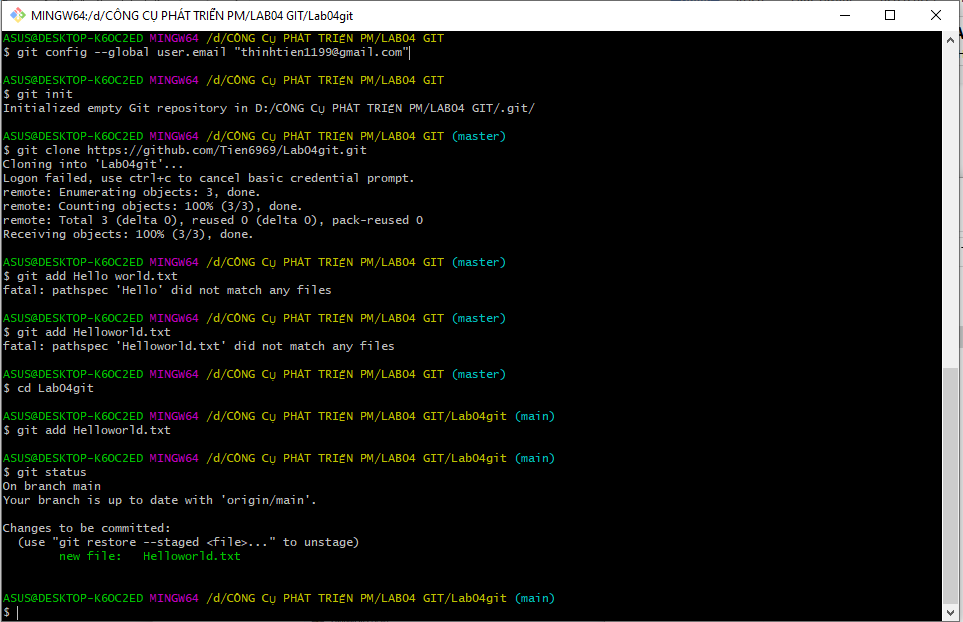 MINGW64:/d/CÔNG CỤ PHÁT TRIỂN PM/LAB04 GIT/Lab04git
ASUS@DESKTOP-K6OC2ED MINGW64 /d/CÔNG CỤ PHÁT TRIỂN PM/LAB04 GIT
$ git config --global user.email "thinhtien1199@gmail.com"
ASUS@DESKTOP-K6OC2ED MINGW64 /d/CÔNG CỤ PHÁT TRIỂN PM/LAB04 GIT
$ git init
Initialized empty Git repository in D:/CÔNG CỤ PHÁT TRIỂN PM/LAB04 GIT/.git/
ASUS@DESKTOP-K6OC2ED MINGW64 /d/CÔNG CỤ PHÁT TRIỂN PM/LAB04 GIT (master)
$ git clone https://github.com/Tien6969/Lab04git.git
Cloning into 'Lab04git'...
Logon failed, use ctrl+c to cancel basic credential prompt.
remote: Enumerating objects: 3, done.
remote: Counting objects: 100% (3/3), done.
remote: Total 3 (delta 0), reused 0 (delta 0), pack-reused 0
Receiving objects: 100% (3/3), done.
ASUS@DESKTOP-K6OC2ED MINGW64 /d/CÔNG CỤ PHÁT TRIỂN PM/LAB04 GIT (master)
$ git add Hello world.txt
fatal: pathspec 'Hello' did not match any files
ASUS@DESKTOP-K6OC2ED MINGW64 /d/CÔNG CỤ PHÁT TRIỂN PM/LAB04 GIT (master)
$ git add Helloworld.txt
fatal: pathspec 'Helloworld.txt' did not match any files
ASUS@DESKTOP-K6OC2ED MINGW64 /d/CÔNG CỤ PHÁT TRIỂN PM/LAB04 GIT (master)
$ cd Lab04git
ASUS@DESKTOP-K6OC2ED MINGW64 /d/CÔNG CỤ PHÁT TRIỂN PM/LAB04 GIT/Lab04git (main)
$ git add Helloworld.txt
ASUS@DESKTOP-K6OC2ED MINGW64 /d/CÔNG CỤ PHÁT TRIỂN PM/LAB04 GIT/Lab04git (main)
$ git status
On branch main
Your branch is up to date with 'origin/main'.
Changes to be committed:
(use "git restore --staged <file>..." to unstage)
new file: Helloworld.txt
ASUS@DESKTOP-K6OC2ED MINGW64 /d/CÔNG CỤ PHÁT TRIỂN PM/LAB04 GIT/Lab04git (main)
$